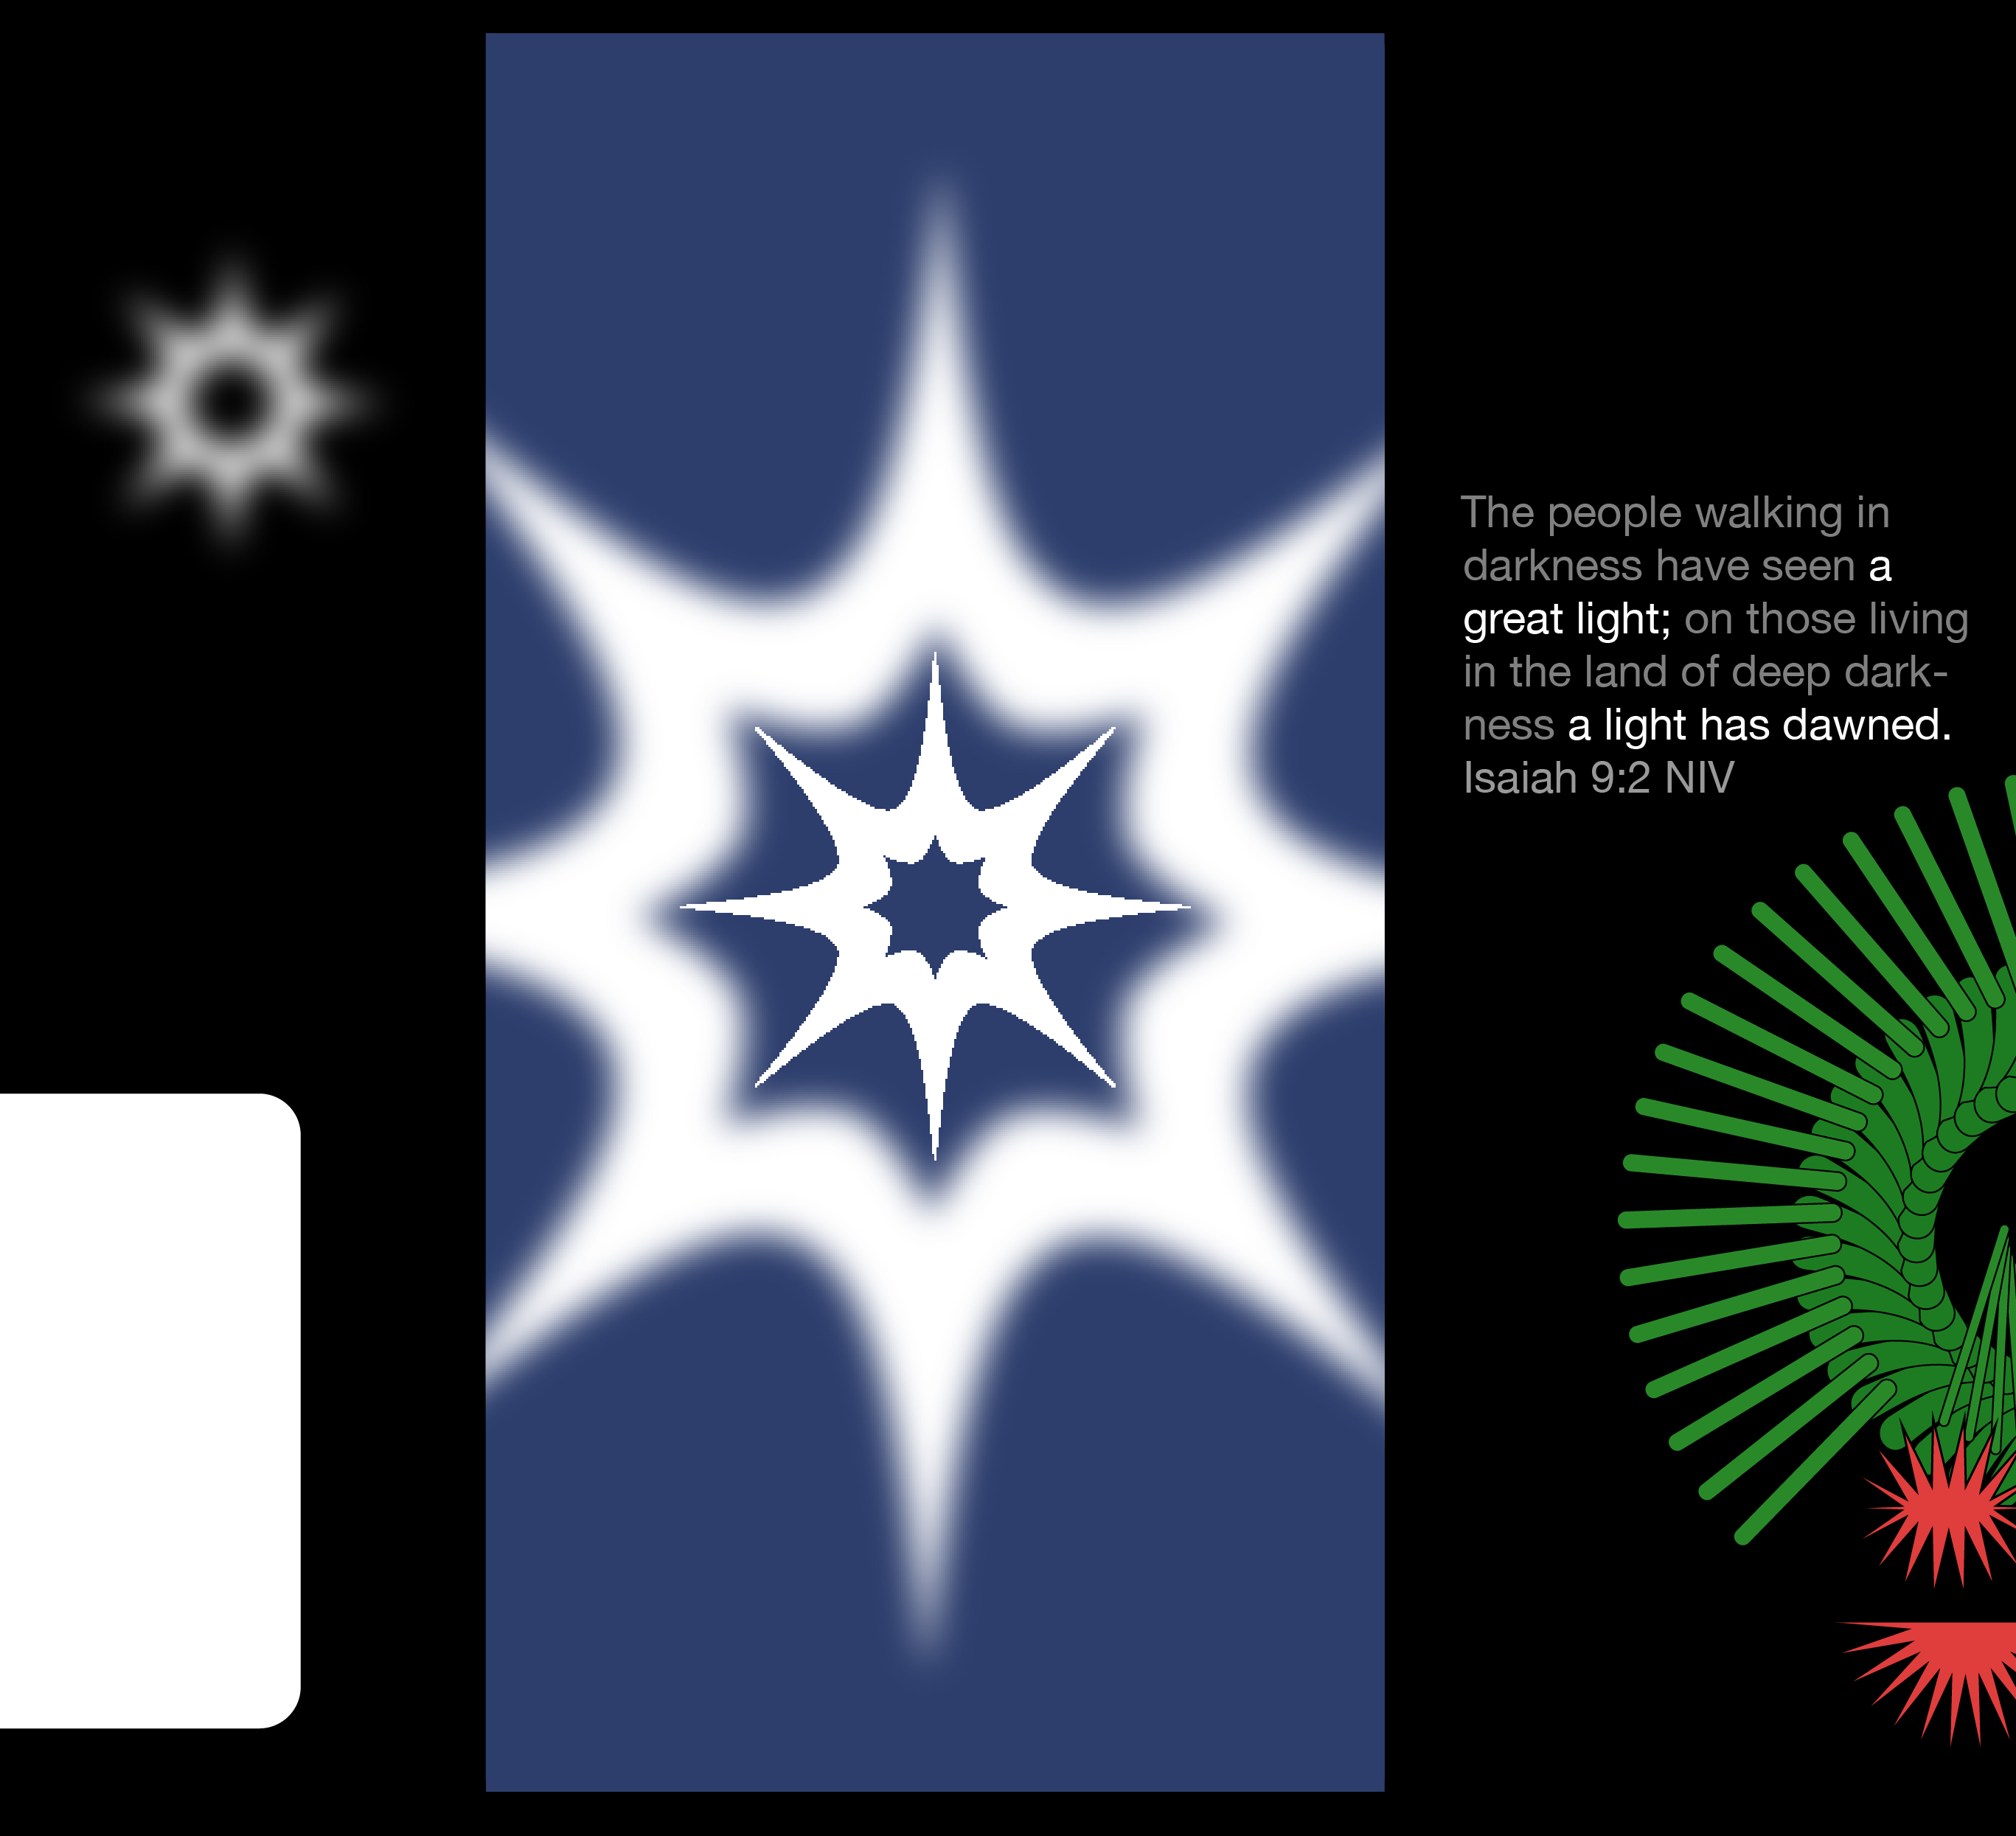 The people walking in
darkness have seen a
great light; on those living
in the land of deep dark-
ness a light has dawned.
Isaiah 9:2 NIV